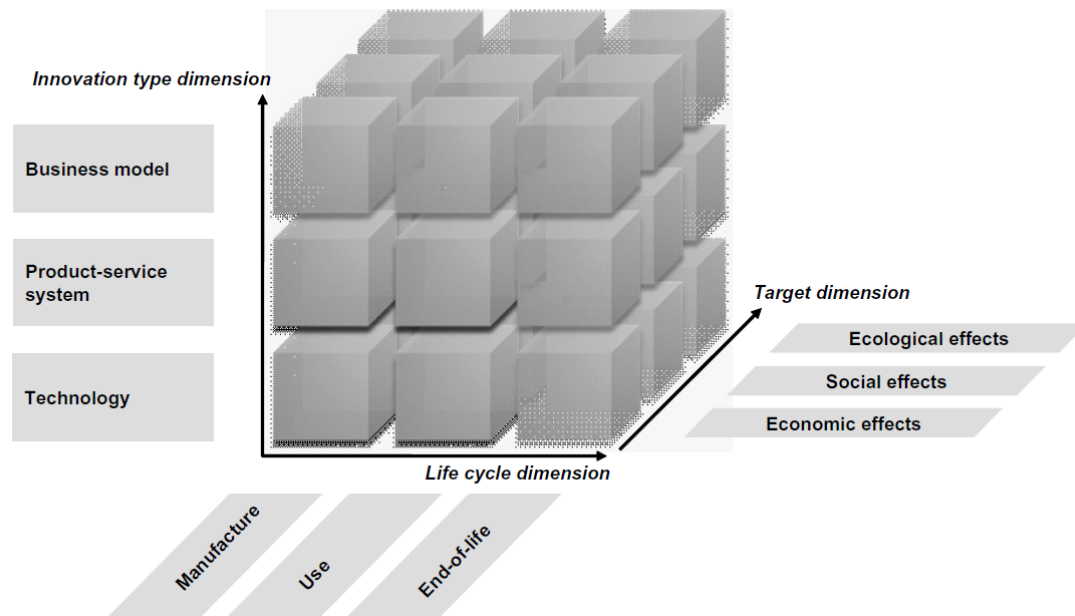 Innovation type dimension
Business model
Product-service
system
Technology
Target dimension
Ecological effects
Social effects
Economic effects
Life cycle dimension
Manufacture
Use
End-of-life